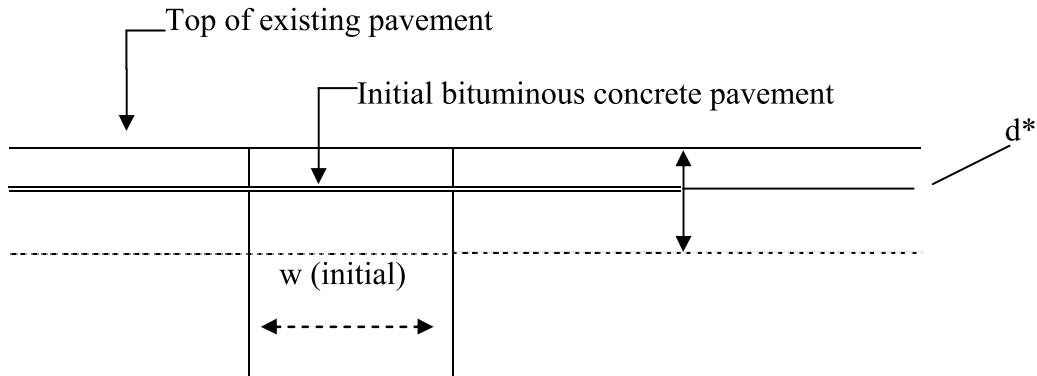 Top of existing pavement
Initial bituminous concrete pavement
d*
w (initial)